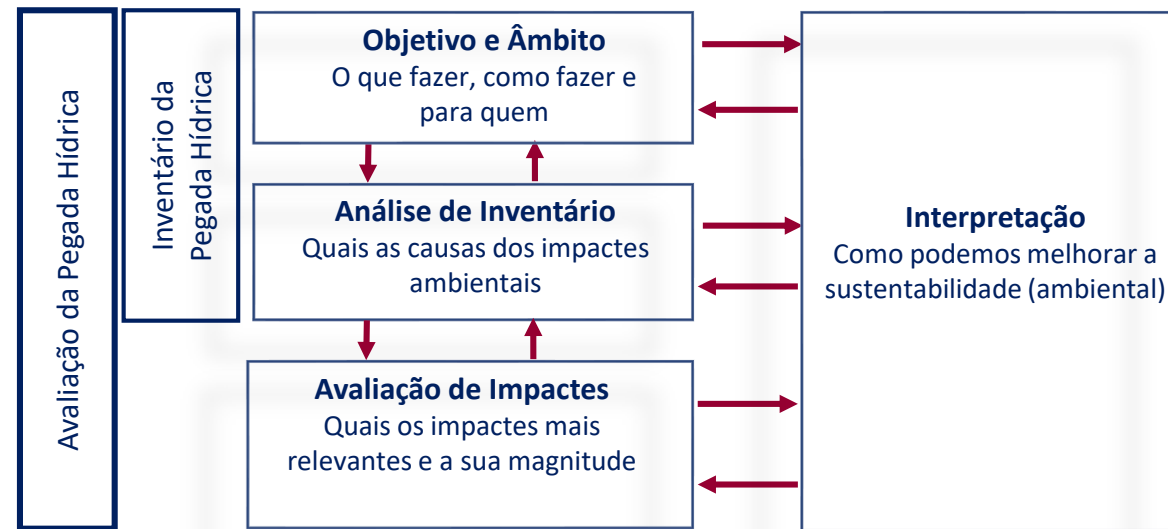 Avaliação da Pegada Hídrica
Inventário da
Pegada Hídrica
Objetivo e Âmbito
O que fazer, como fazer e
para quem
Análise de Inventário
Quais as causas dos impactes
ambientais
Avaliação de Impactes
Quais os impactes mais
relevantes e a sua magnitude
Interpretação
Como podemos melhorar a
sustentabilidade (ambiental)